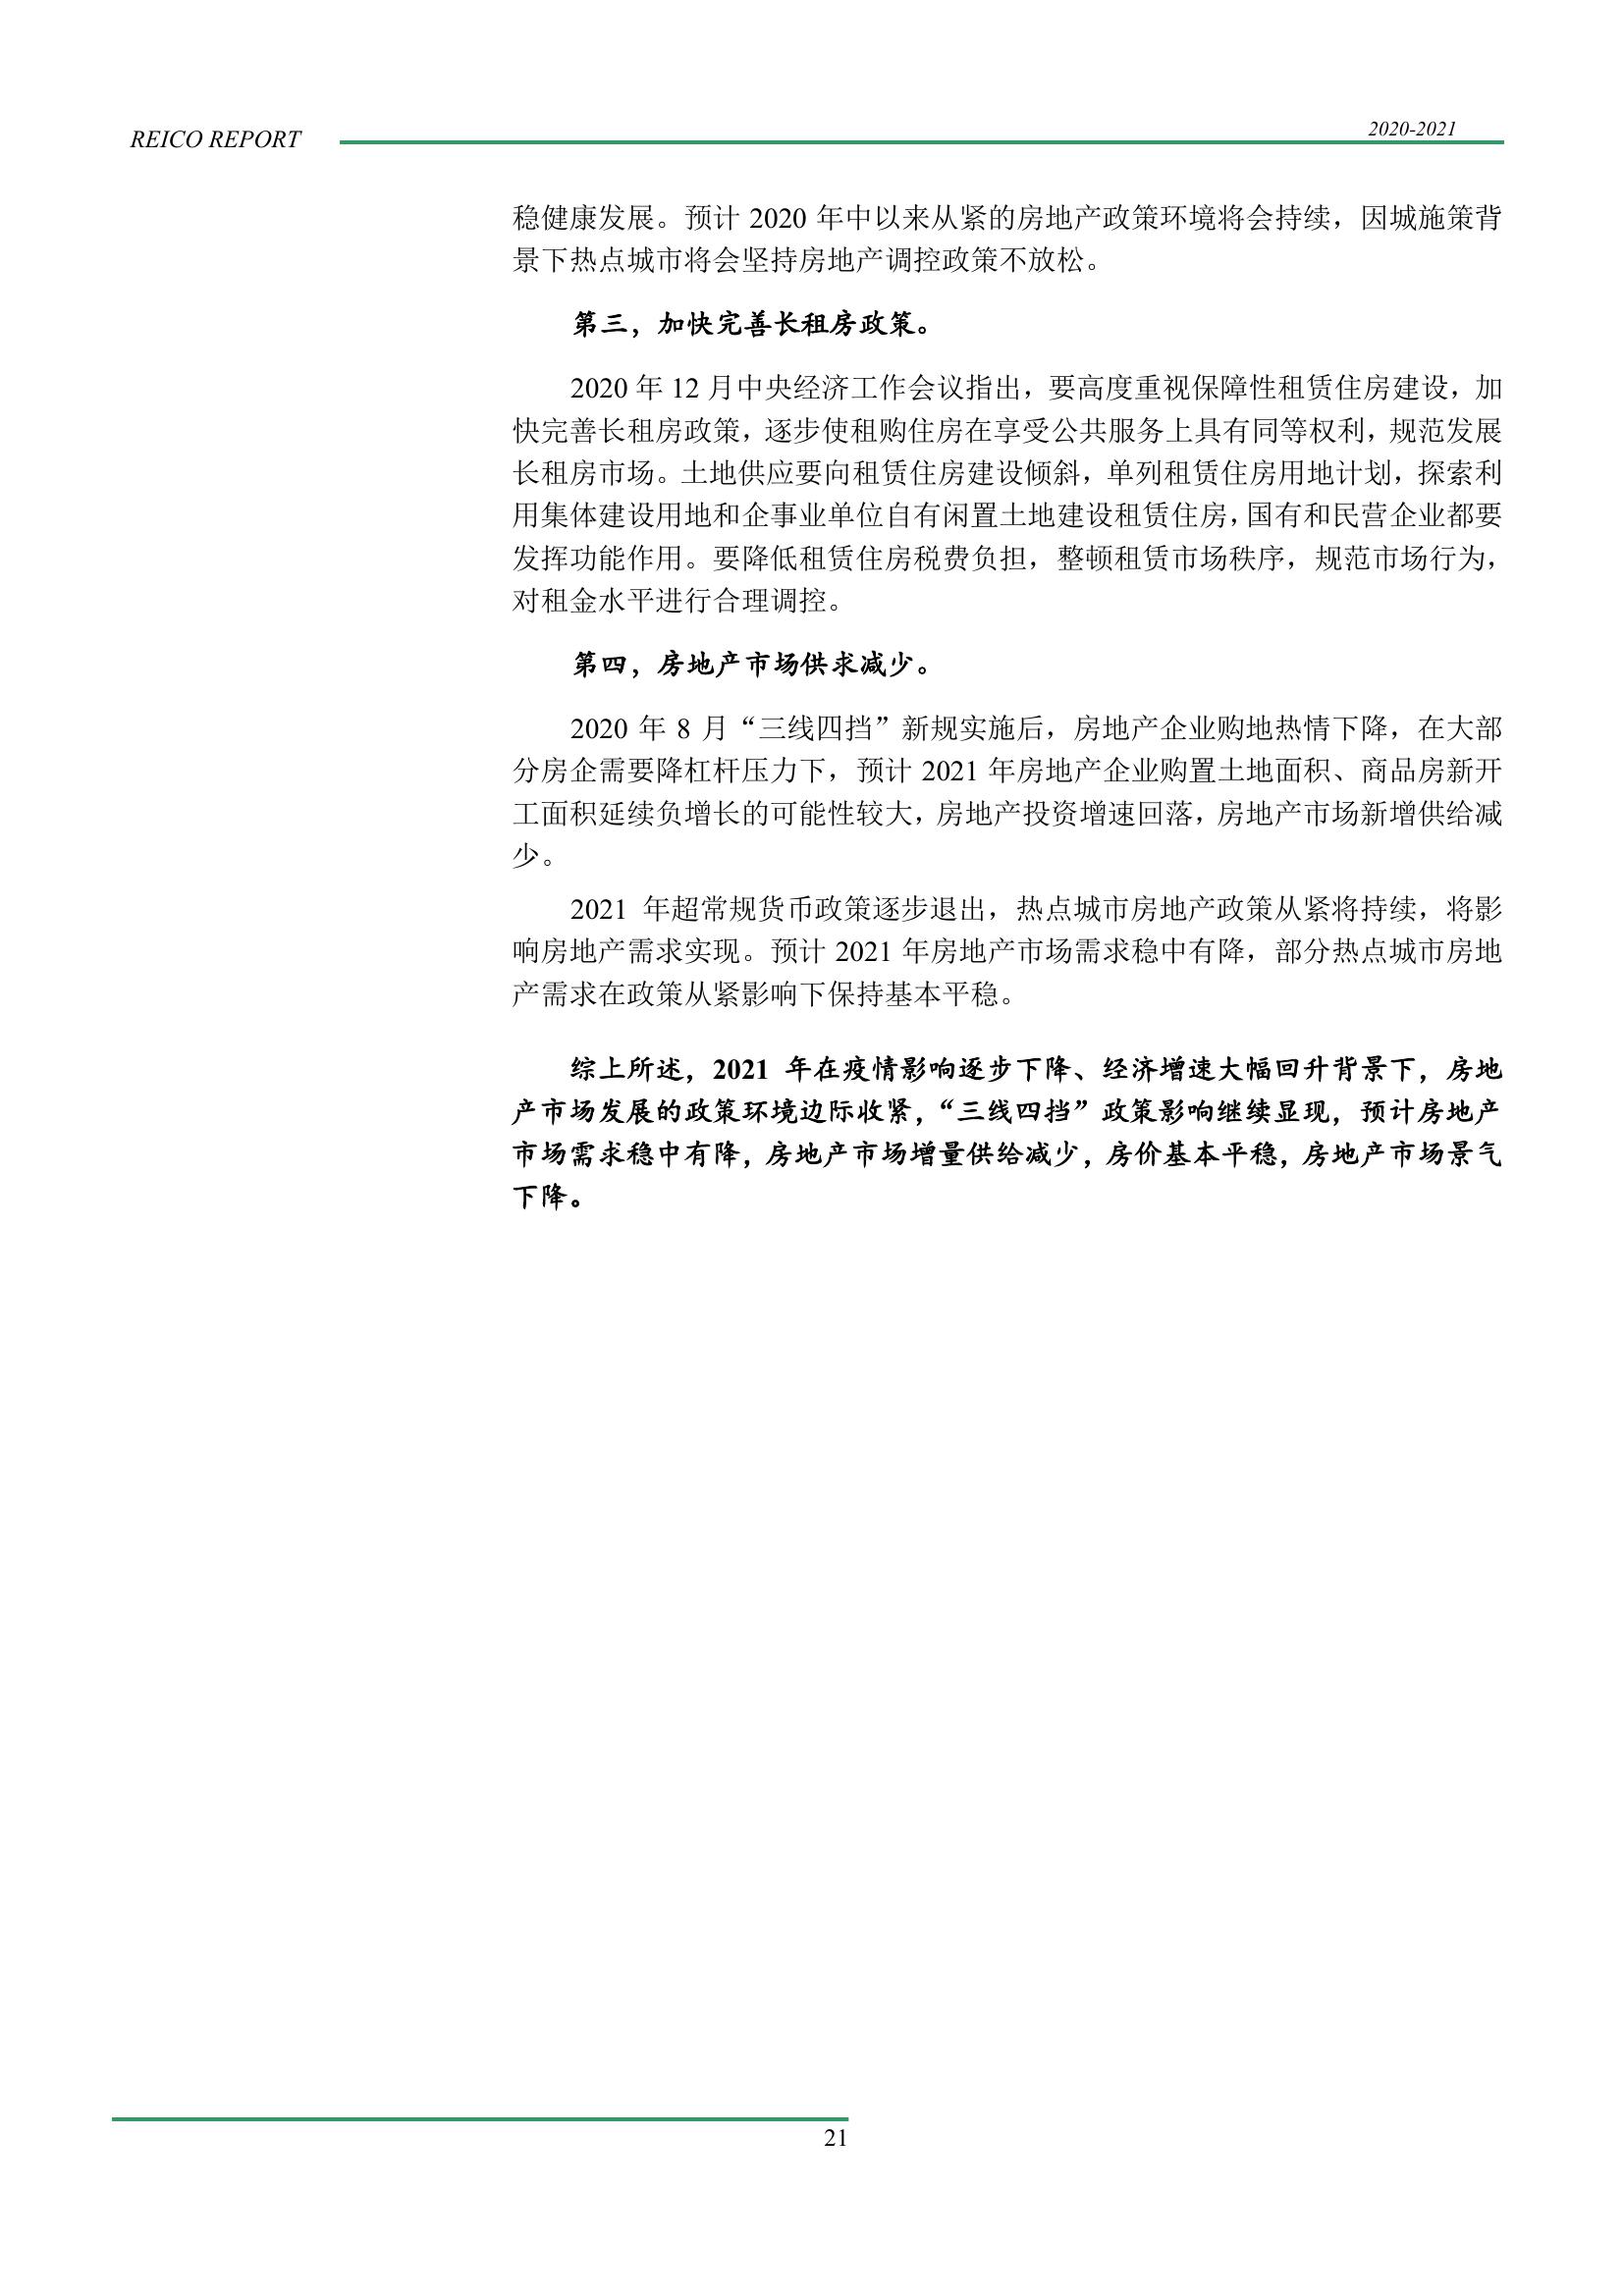 REICO REPORT
2020-2021
稳健康发展。预计 2020 年中以来从紧的房地产政策环境将会持续，因城施策背
景下热点城市将会坚持房地产调控政策不放松。
第三，加快完善长租房政策。
2020 年 12 月中央经济工作会议指出，要高度重视保障性租赁住房建设，加
快完善长租房政策，逐步使租购住房在享受公共服务上具有同等权利，规范发展
长租房市场。土地供应要向租赁住房建设倾斜，单列租赁住房用地计划，探索利
用集体建设用地和企事业单位自有闲置土地建设租赁住房，国有和民营企业都要
发挥功能作用。要降低租赁住房税费负担，整顿租赁市场秩序，规范市场行为，
对租金水平进行合理调控。
第四，房地产市场供求减少。
2020 年 8 月“三线四挡”新规实施后，房地产企业购地热情下降，在大部
分房企需要降杠杆压力下，预计 2021 年房地产企业购置土地面积、商品房新开
工面积延续负增长的可能性较大，房地产投资增速回落，房地产市场新增供给减
少。
2021 年超常规货币政策逐步退出，热点城市房地产政策从紧将持续，将影
响房地产需求实现。预计 2021 年房地产市场需求稳中有降，部分热点城市房地
产需求在政策从紧影响下保持基本平稳。
综上所述，2021 年在疫情影响逐步下降、经济增速大幅回升背景下，房地
产市场发展的政策环境边际收紧，“三线四挡”政策影响继续显现，预计房地产
市场需求稳中有降，房地产市场增量供给减少，房价基本平稳，房地产市场景气
下降。
21